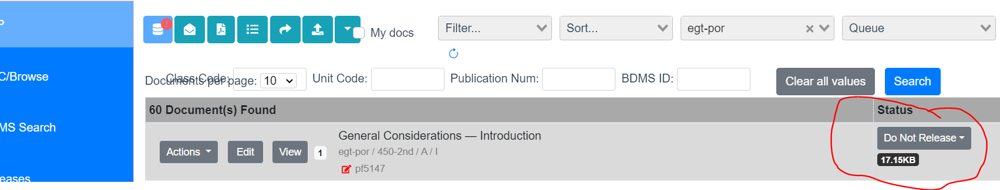 P
My docs
Filter...
Sort...
egt-por
Queue
C/Browse
Documents per page: 10
Class Code:
Unit Code:
Publication Num:
BDMS ID:
Clear all values
Search
60 Document(s) Found
Status
MS Search
General Considerations — Introduction
Do Not Release
Actions
Edit
View
1
egt-por / 450-2nd / A / I
17.15KB
pf5147
eases